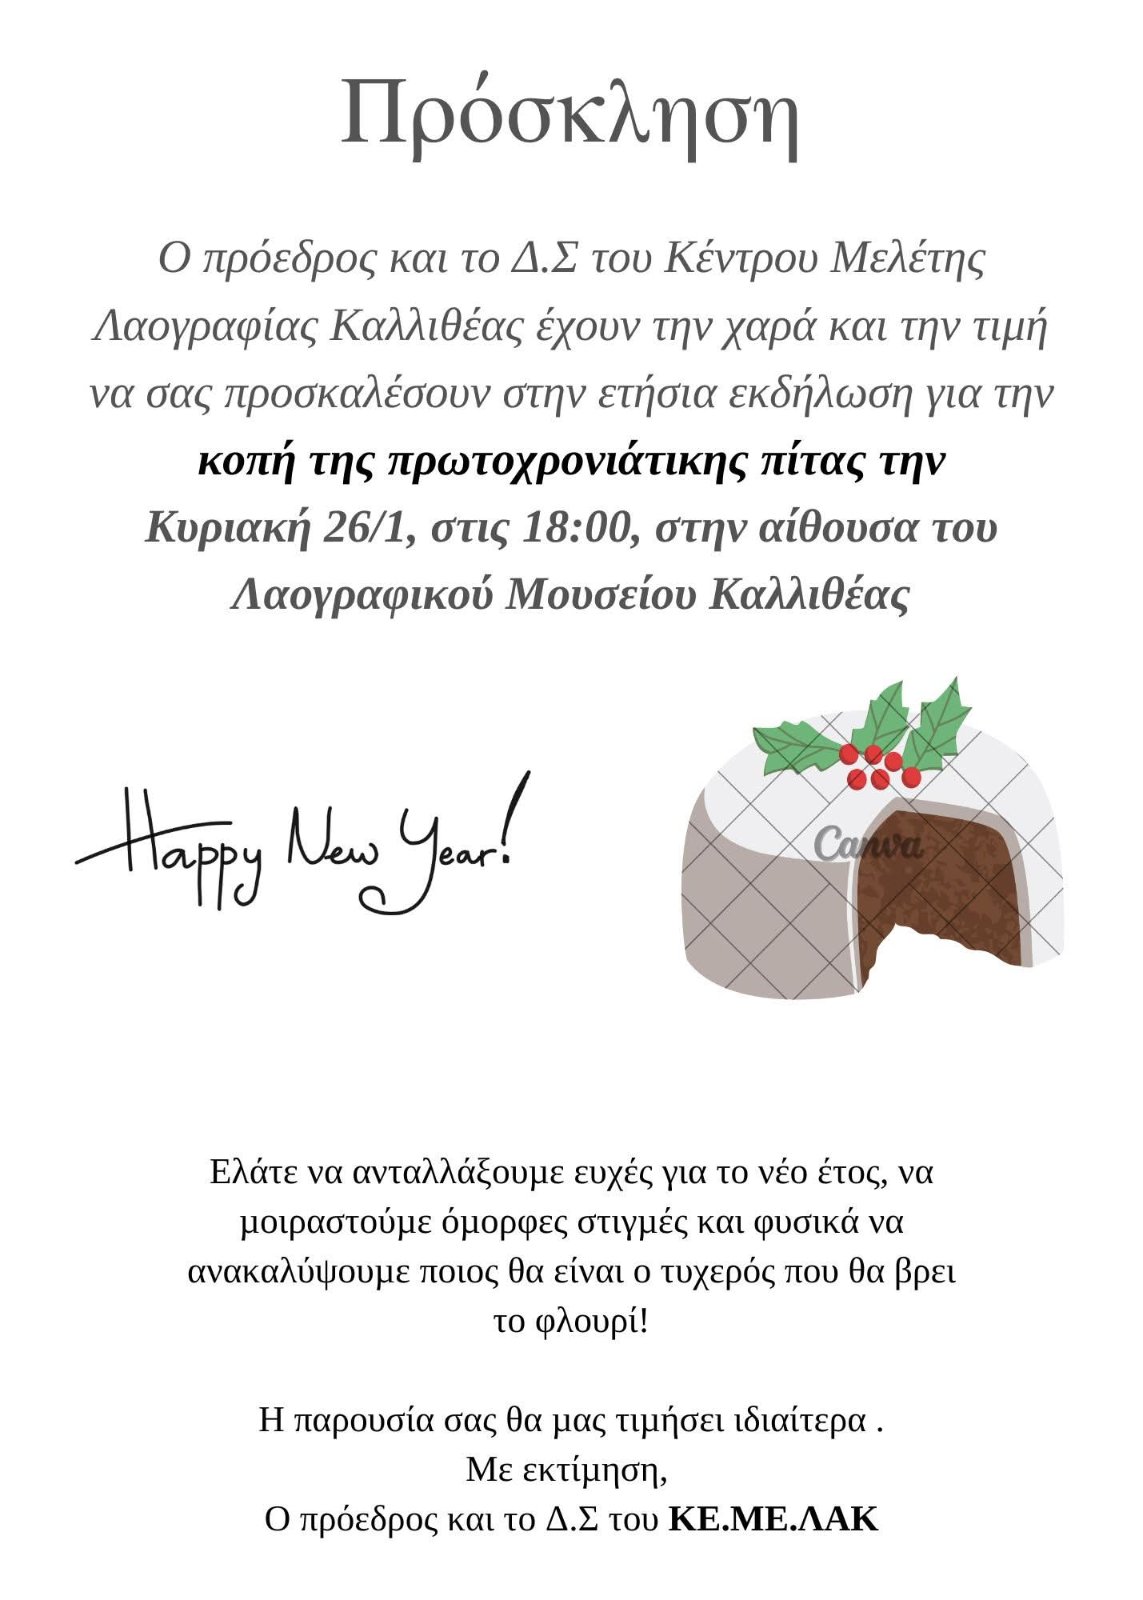 Πρόσκληση
Ο πρόεδρος και το Δ.Σ του Κέντρου Μελέτης
Λαογραφίας Καλλιθέας έχουν την χαρά και την τιμή
να σας προσκαλέσουν στην ετήσια εκδήλωση για την
κοπή της πρωτοχρονιάτικης πίτας την
Κυριακή 26/1, στις 18:00, στην αίθουσα του
Λαογραφικού Μουσείου Καλλιθέας
Happy New Year!
Canva
Ελάτε να ανταλλάξουμε ευχές για το νέο έτος, να
μοιραστούμε όμορφες στιγμές και φυσικά να
ανακαλύψουμε ποιος θα είναι ο τυχερός που θα βρει
το φλουρί!
Η παρουσία σας θα μας τιμήσει ιδιαίτερα .
Με εκτίμηση,
Ο πρόεδρος και το Δ.Σ του ΚΕ.ΜΕ.ΛΑΚ